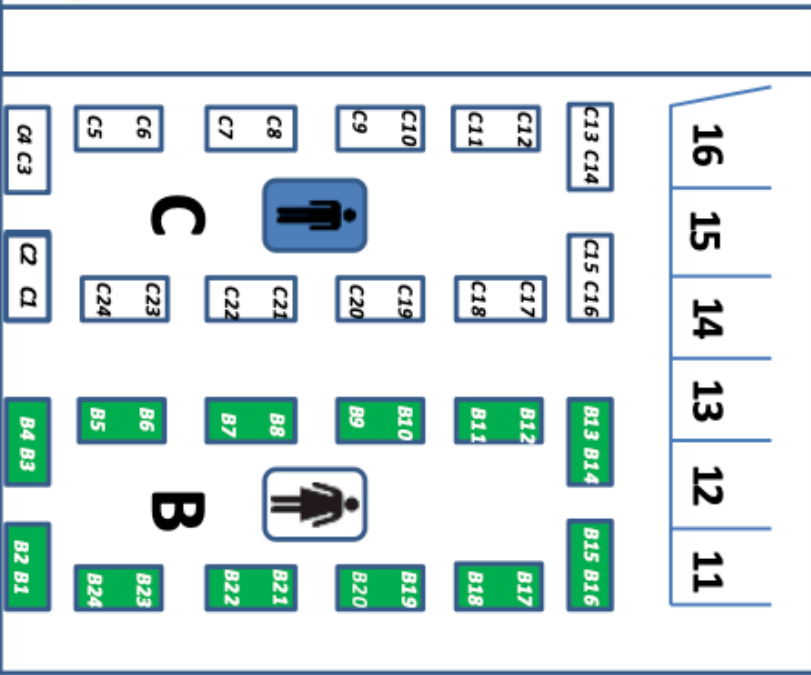 C4 C3
C5 C6
C7 C8
C9 C10
C11 C12
C13 C14
16
C
15
C2 C1
C24 C23
C22 C21
C20 C19
C18 C17
C15 C16
14
B4 B3
B5 B6
B7 B8
B9 B10
B11 B12
B13 B14
13
B
12
B2 B1
B24 B23
B22 B21
B20 B19
B18 B17
B15 B16
11